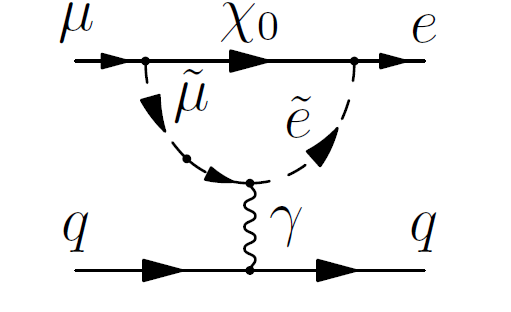 μ χ0 e
μ̃ ẽ
q γ q